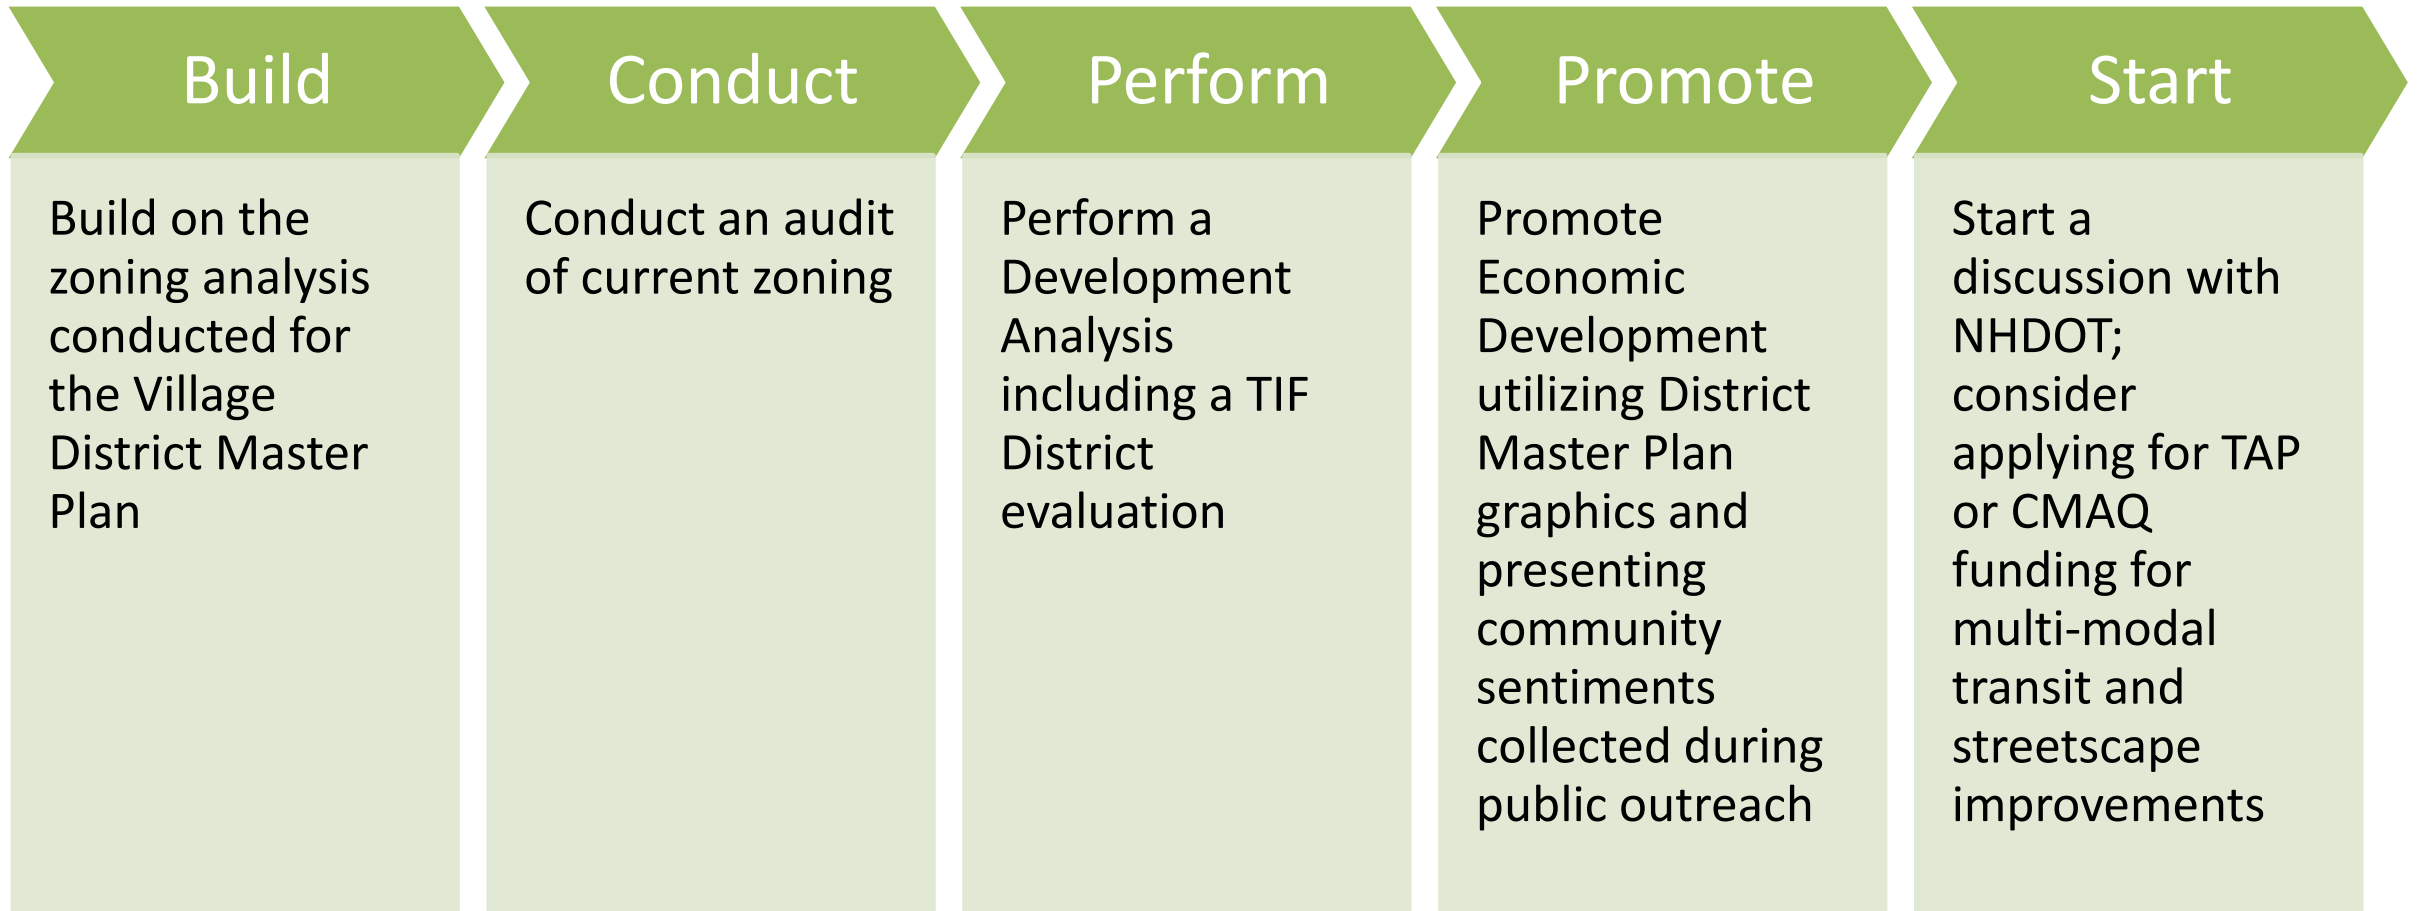 Build
Build on the
zoning analysis
conducted for
the Village
District Master
Plan
Conduct
Conduct an audit
of current zoning
Perform
Perform a
Development
Analysis
including a TIF
District
evaluation
Promote
Promote
Economic
Development
utilizing District
Master Plan
graphics and
presenting
community
sentiments
collected during
public outreach
Start
Start a
discussion with
NHDOT;
consider
applying for TAP
or CMAQ
funding for
multi-modal
transit and
streetscape
improvements